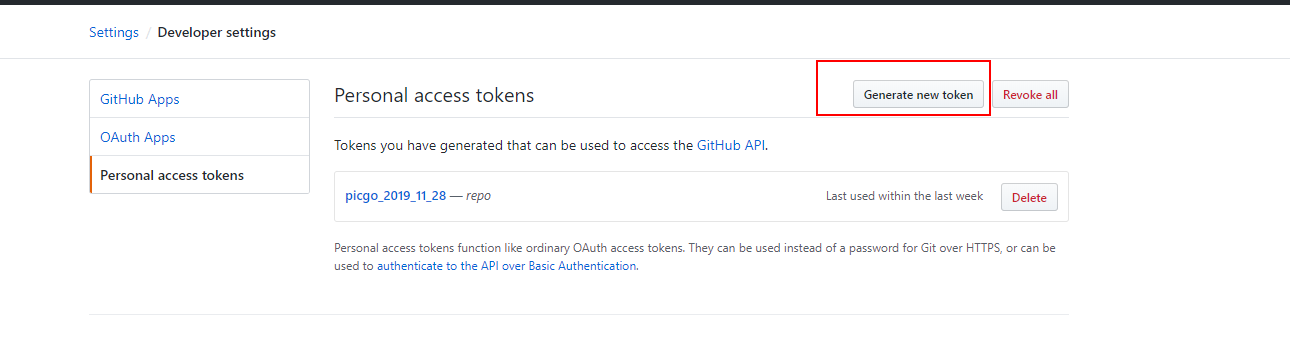 Settings / Developer settings
GitHub Apps
OAuth Apps
Personal access tokens
Personal access tokens
Generate new token
Revoke all
Tokens you have generated that can be used to access the GitHub API.
picgo_2019_11_28 — repo
Last used within the last week
Delete
Personal access tokens function like ordinary OAuth access tokens. They can be used instead of a password for Git over HTTPS, or can be
used to authenticate to the API over Basic Authentication.